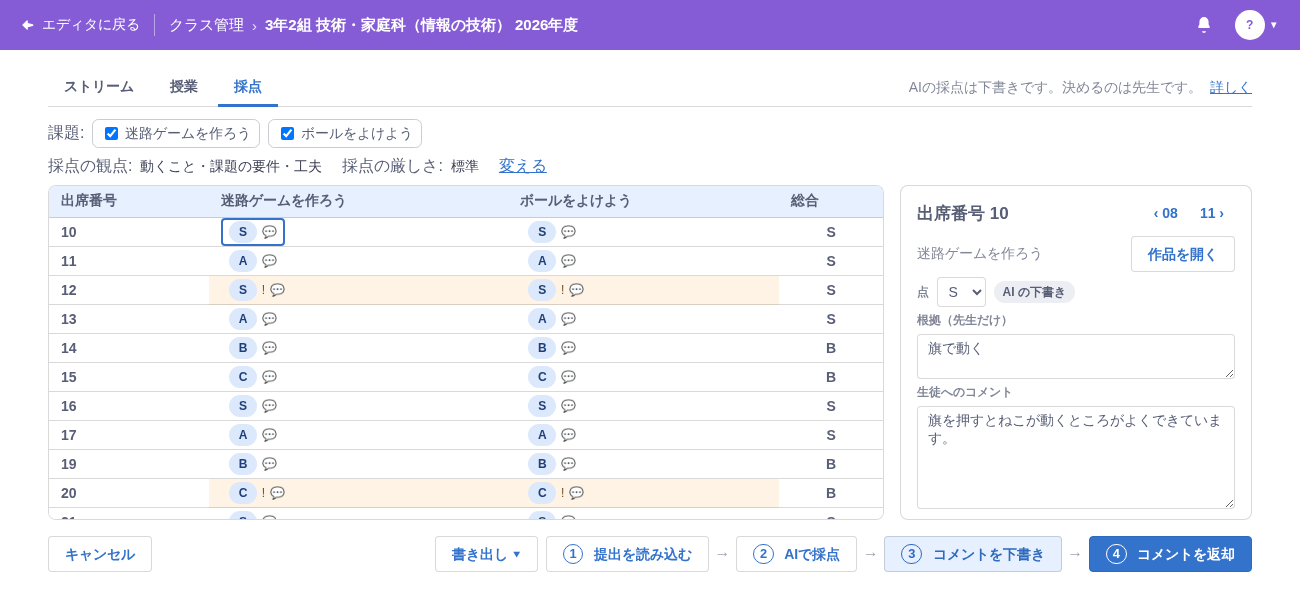 エディタに戻る クラス管理 › 3年2組 技術・家庭科（情報の技術） 2026年度 ? ▾
ストリーム 授業 採点 AIの採点は下書きです。決めるのは先生です。 詳しく
課題: 迷路ゲームを作ろう ボールをよけよう
採点の観点: 動くこと・課題の要件・工夫 採点の厳しさ: 標準 変える
出席番号 迷路ゲームを作ろう ボールをよけよう 総合
10 S S S
11 A A S
12 S ! S ! S
13 A A S
14 B B B
15 C C B
16 S S S
17 A A S
19 B B B
20 C ! C ! B
出席番号 10 ‹ 08 11 ›
迷路ゲームを作ろう 作品を開く
点 S AI の下書き
根拠（先生だけ）
旗で動く
生徒へのコメント
旗を押すとねこが動くところがよくできていま
す。
キャンセル 書き出し ▾ 1 提出を読み込む → 2 AIで採点 → 3 コメントを下書き → 4 コメントを返却